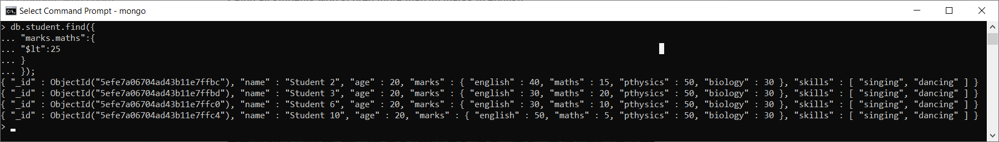 Select Command Prompt - mongo
> db.student.find({
... "marks.maths":{
... "$lt":25
... }
... });
{ "_id" : ObjectId("5efe7a06704ad43b11e7ffbc"), "name" : "Student 2", "age" : 20, "marks" : { "english" : 40, "maths" : 15, "pthysics" : 50, "biology" : 30 }, "skills" : [ "singing", "dancing" ] }
{ "_id" : ObjectId("5efe7a06704ad43b11e7ffbd"), "name" : "Student 3", "age" : 20, "marks" : { "english" : 30, "maths" : 20, "pthysics" : 50, "biology" : 30 }, "skills" : [ "singing", "dancing" ] }
{ "_id" : ObjectId("5efe7a06704ad43b11e7ffc0"), "name" : "Student 6", "age" : 20, "marks" : { "english" : 30, "maths" : 10, "pthysics" : 50, "biology" : 30 }, "skills" : [ "singing", "dancing" ] }
{ "_id" : ObjectId("5efe7a06704ad43b11e7ffc4"), "name" : "Student 10", "age" : 20, "marks" : { "english" : 50, "maths" : 5, "pthysics" : 50, "biology" : 30 }, "skills" : [ "singing", "dancing" ] }
>